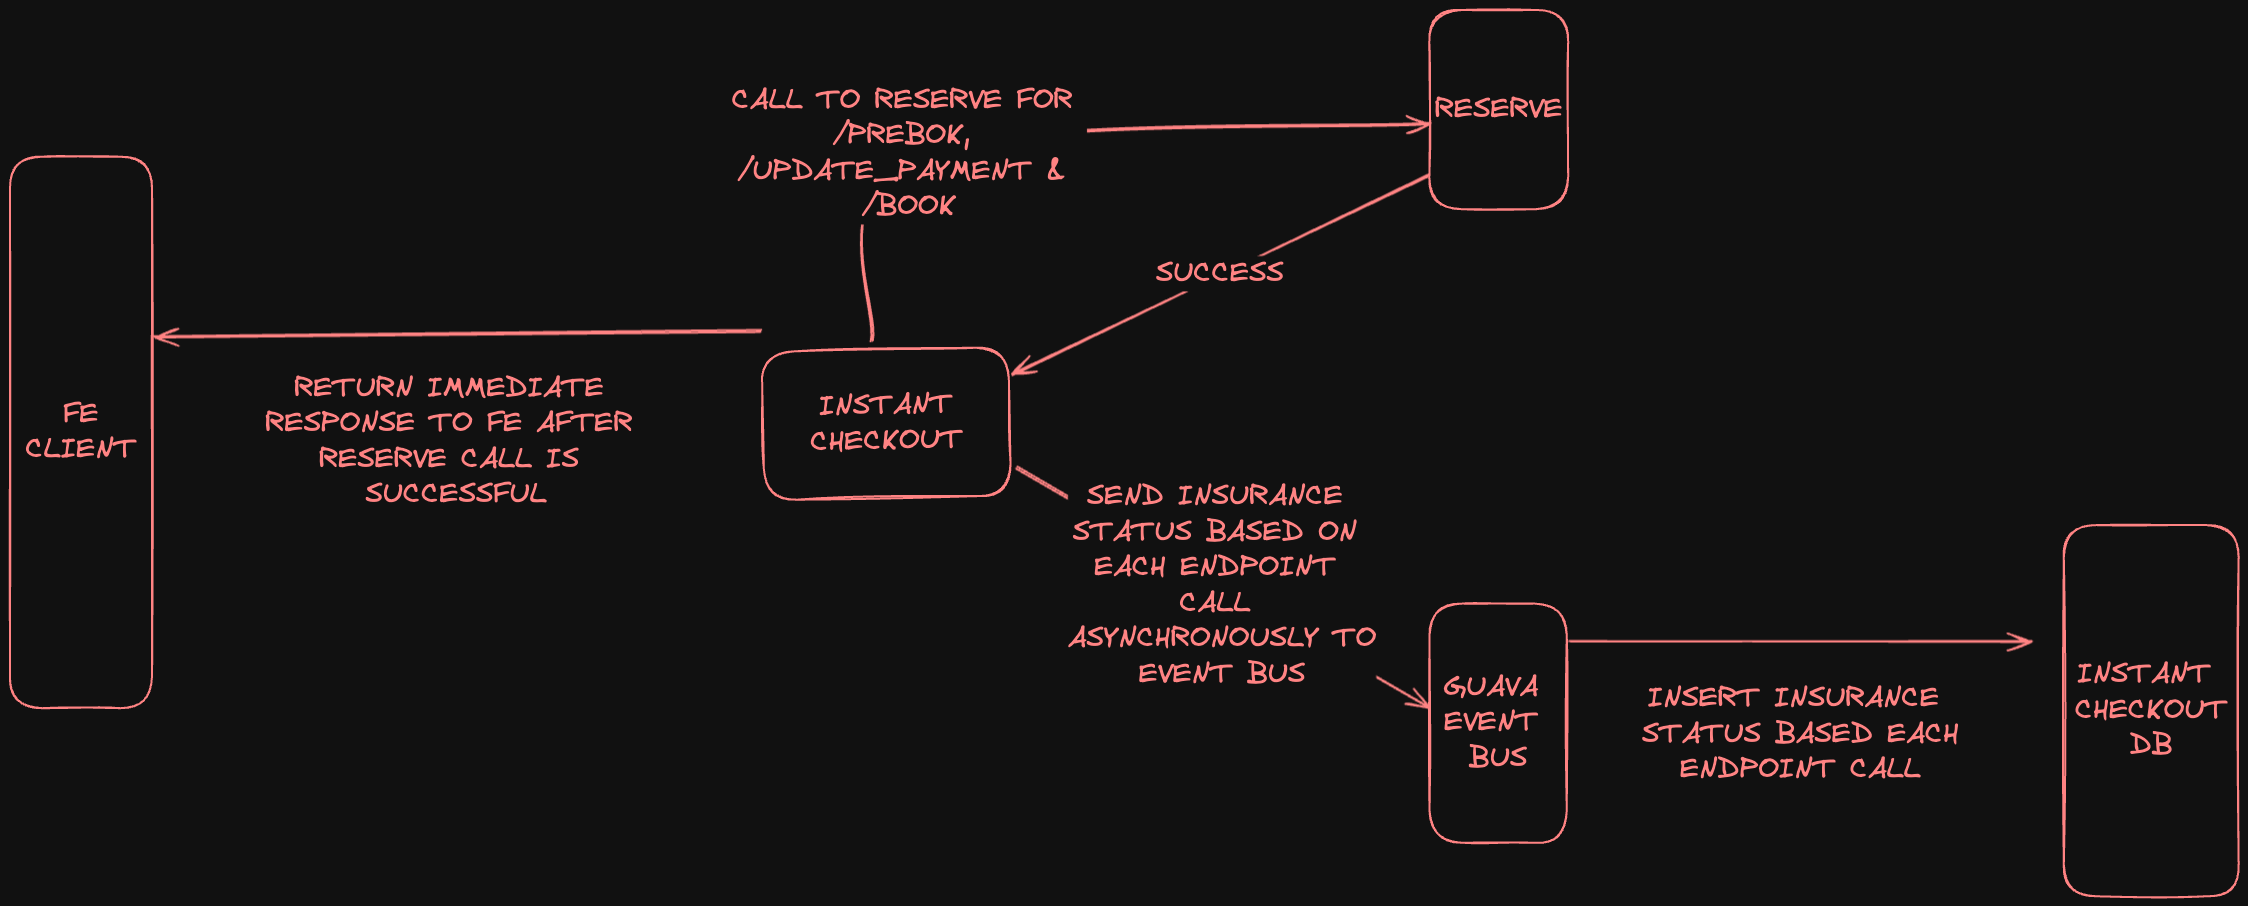 CALL TO RESERVE FOR
/PREBOK,
/UPDATE_PAYMENT &
/BOOK
RESERVE
SUCCESS
FE
CLIENT
RETURN IMMEDIATE
RESPONSE TO FE AFTER
RESERVE CALL IS
SUCCESSFUL
INSTANT
CHECKOUT
SEND INSURANCE
STATUS BASED ON
EACH ENDPOINT
CALL
ASYNCHRONOUSLY TO
EVENT BUS
GUAVA
EVENT
BUS
INSERT INSURANCE
STATUS BASED EACH
ENDPOINT CALL
INSTANT
CHECKOUT
DB